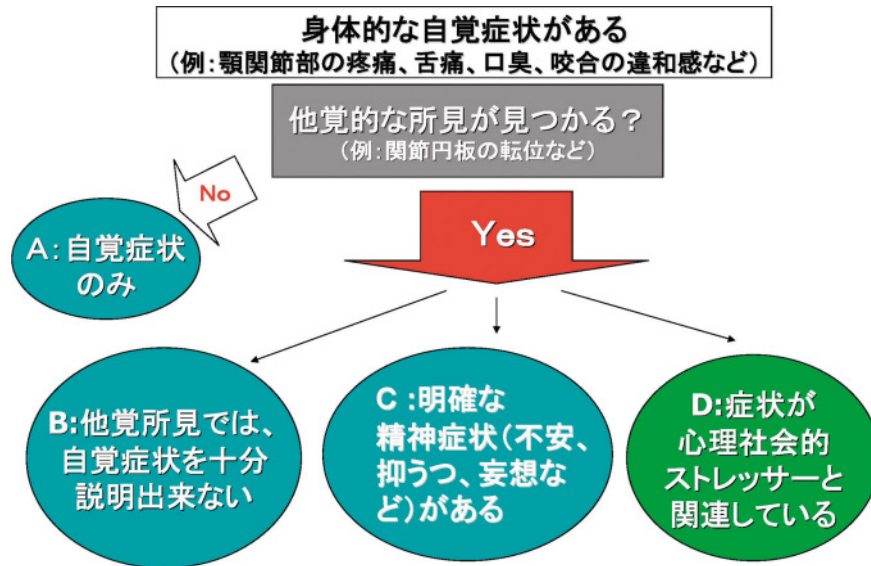 身体的な自覚症状がある
(例:顎関節部の疼痛、舌痛、口臭、咬合の違和感など)
他覚的な所見が見つかる?
(例:関節円板の転位など)
No
Yes
A:自覚症状
のみ
B:他覚所見では、
自覚症状を十分
説明出来ない
C:明確な
精神症状(不安、
抑うつ、妄想な
ど)がある
D:症状が
心理社会的
ストレッサーと
関連している